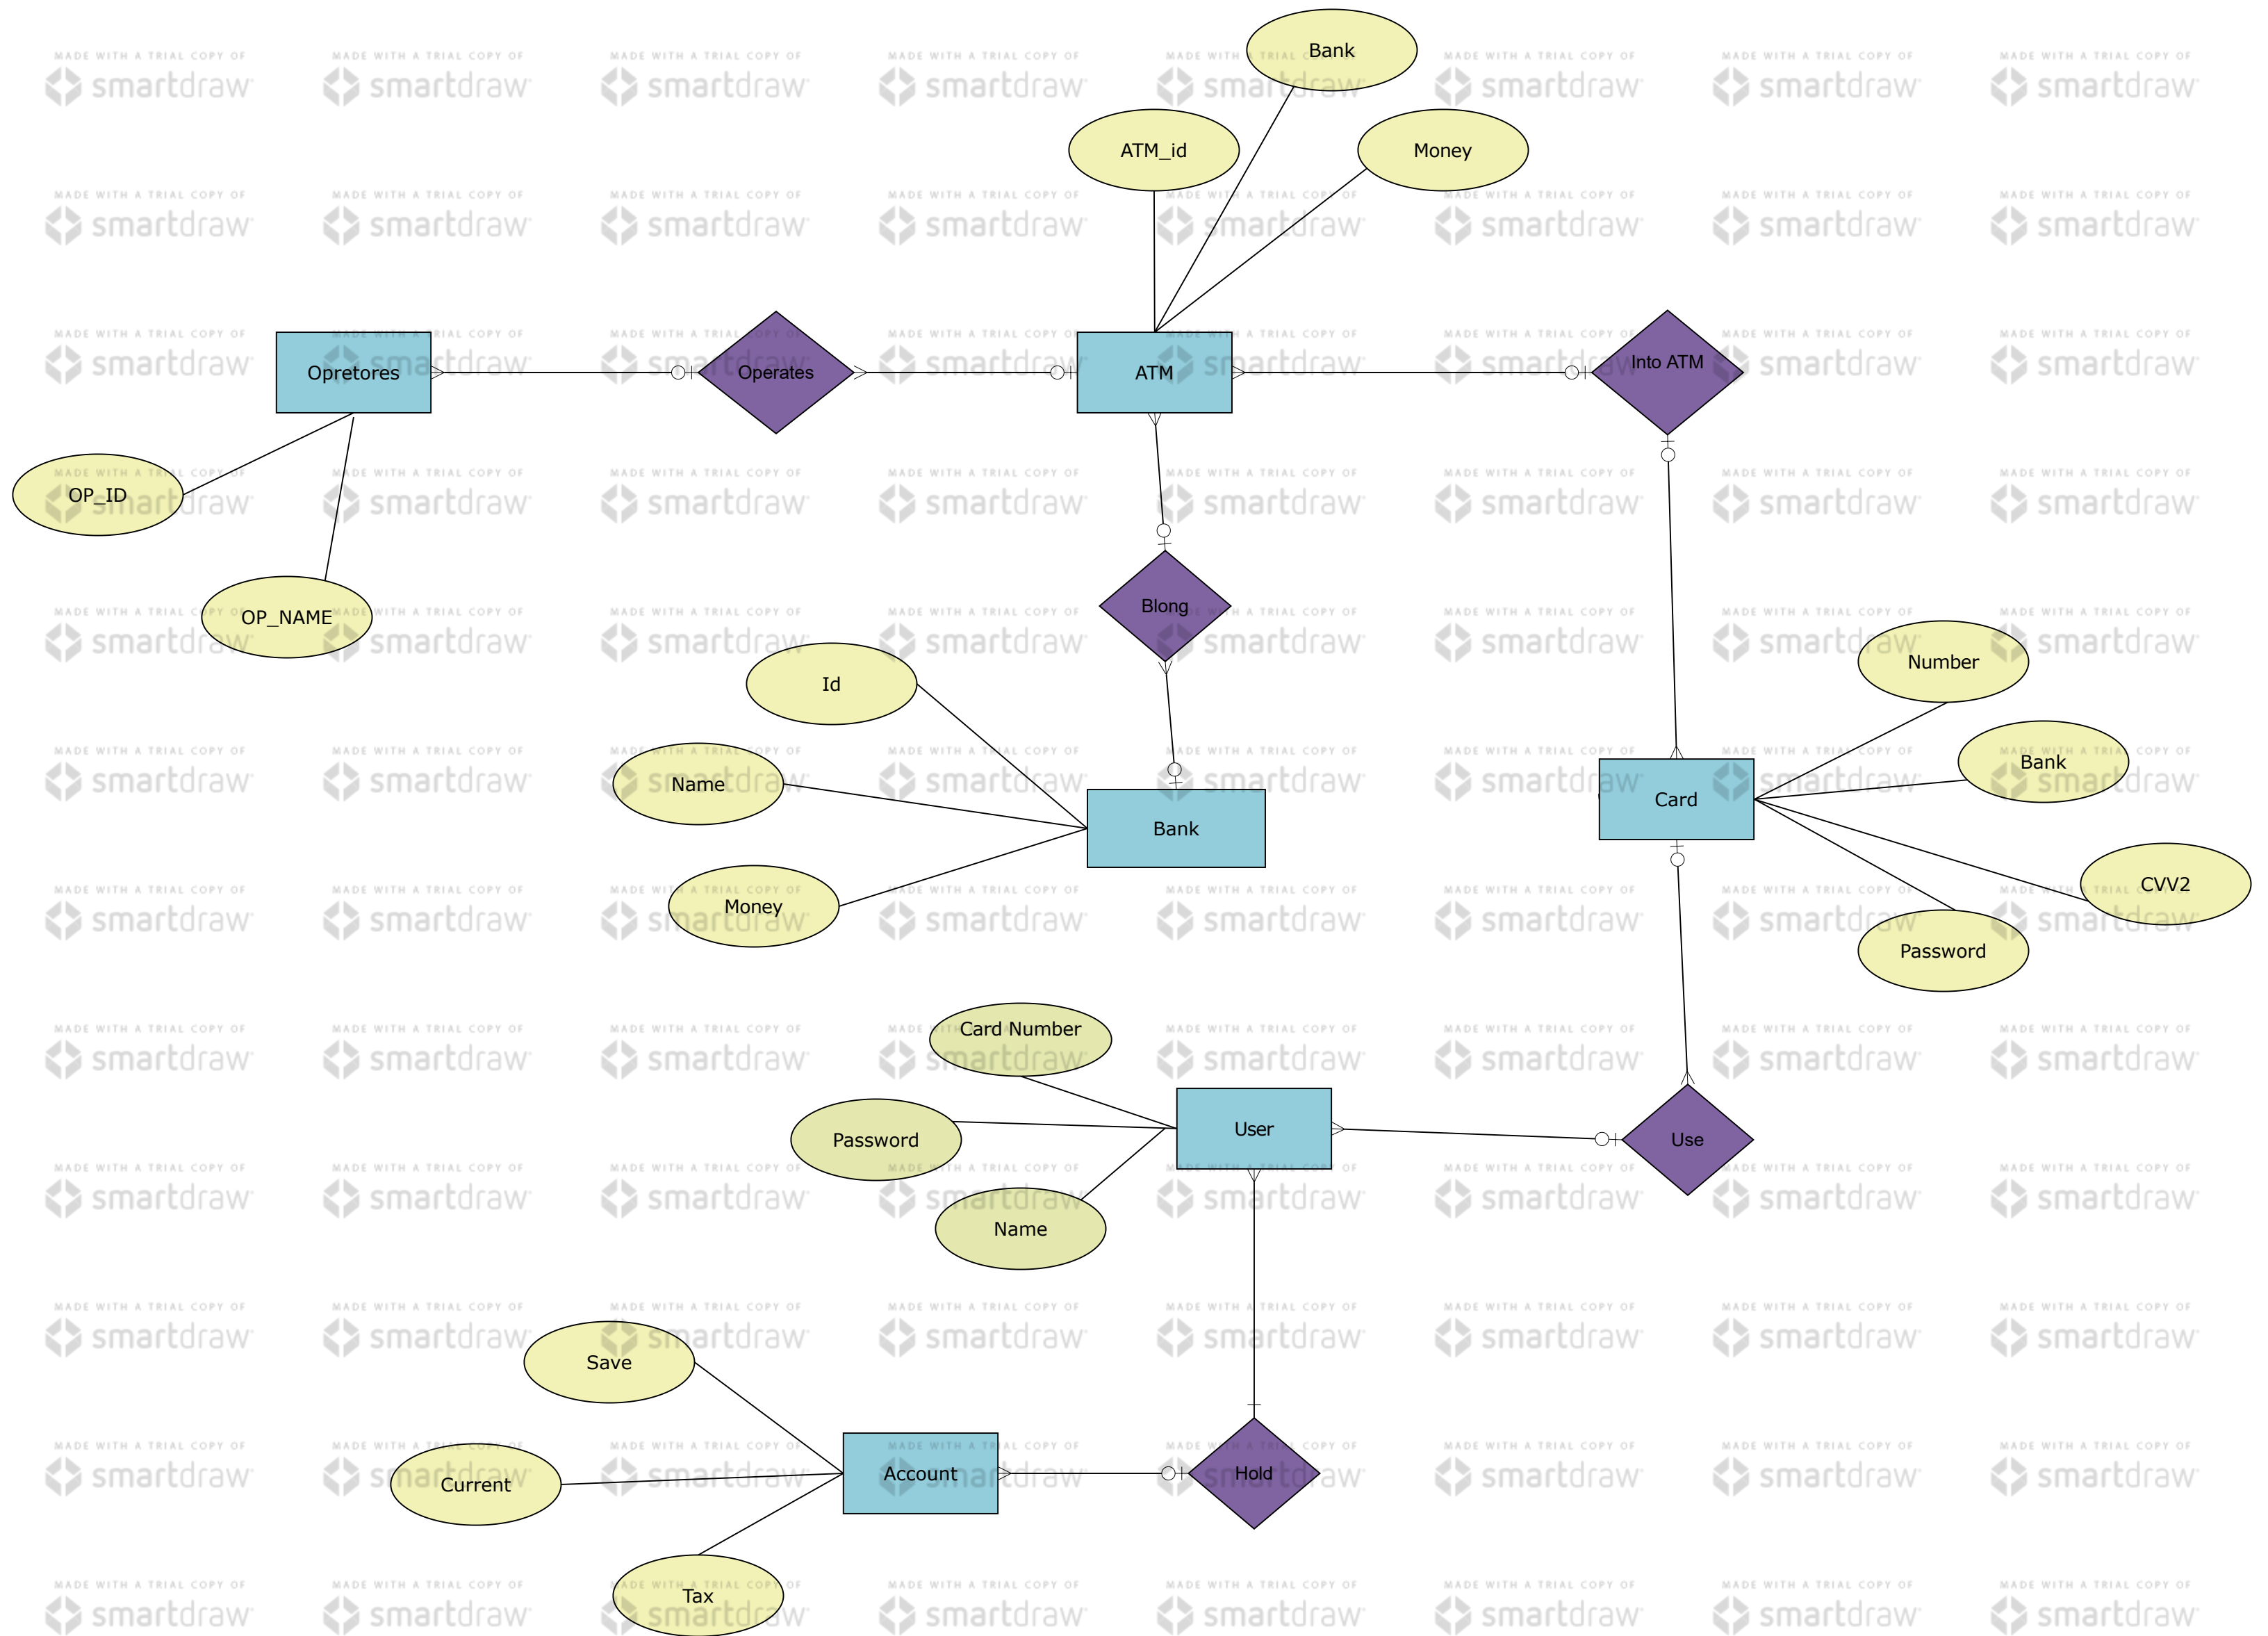 Bank
ATM_id
Money
Opretores
Operates
ATM
Into ATM
OP_ID
OP_NAME
Blong
Id
Name
Money
Bank
Number
Bank
Card
CVV2
Password
Card Number
Password
Name
User
Use
Save
Current
Tax
Account
Hold
MADE WITH A TRIAL COPY OF
smartdraw